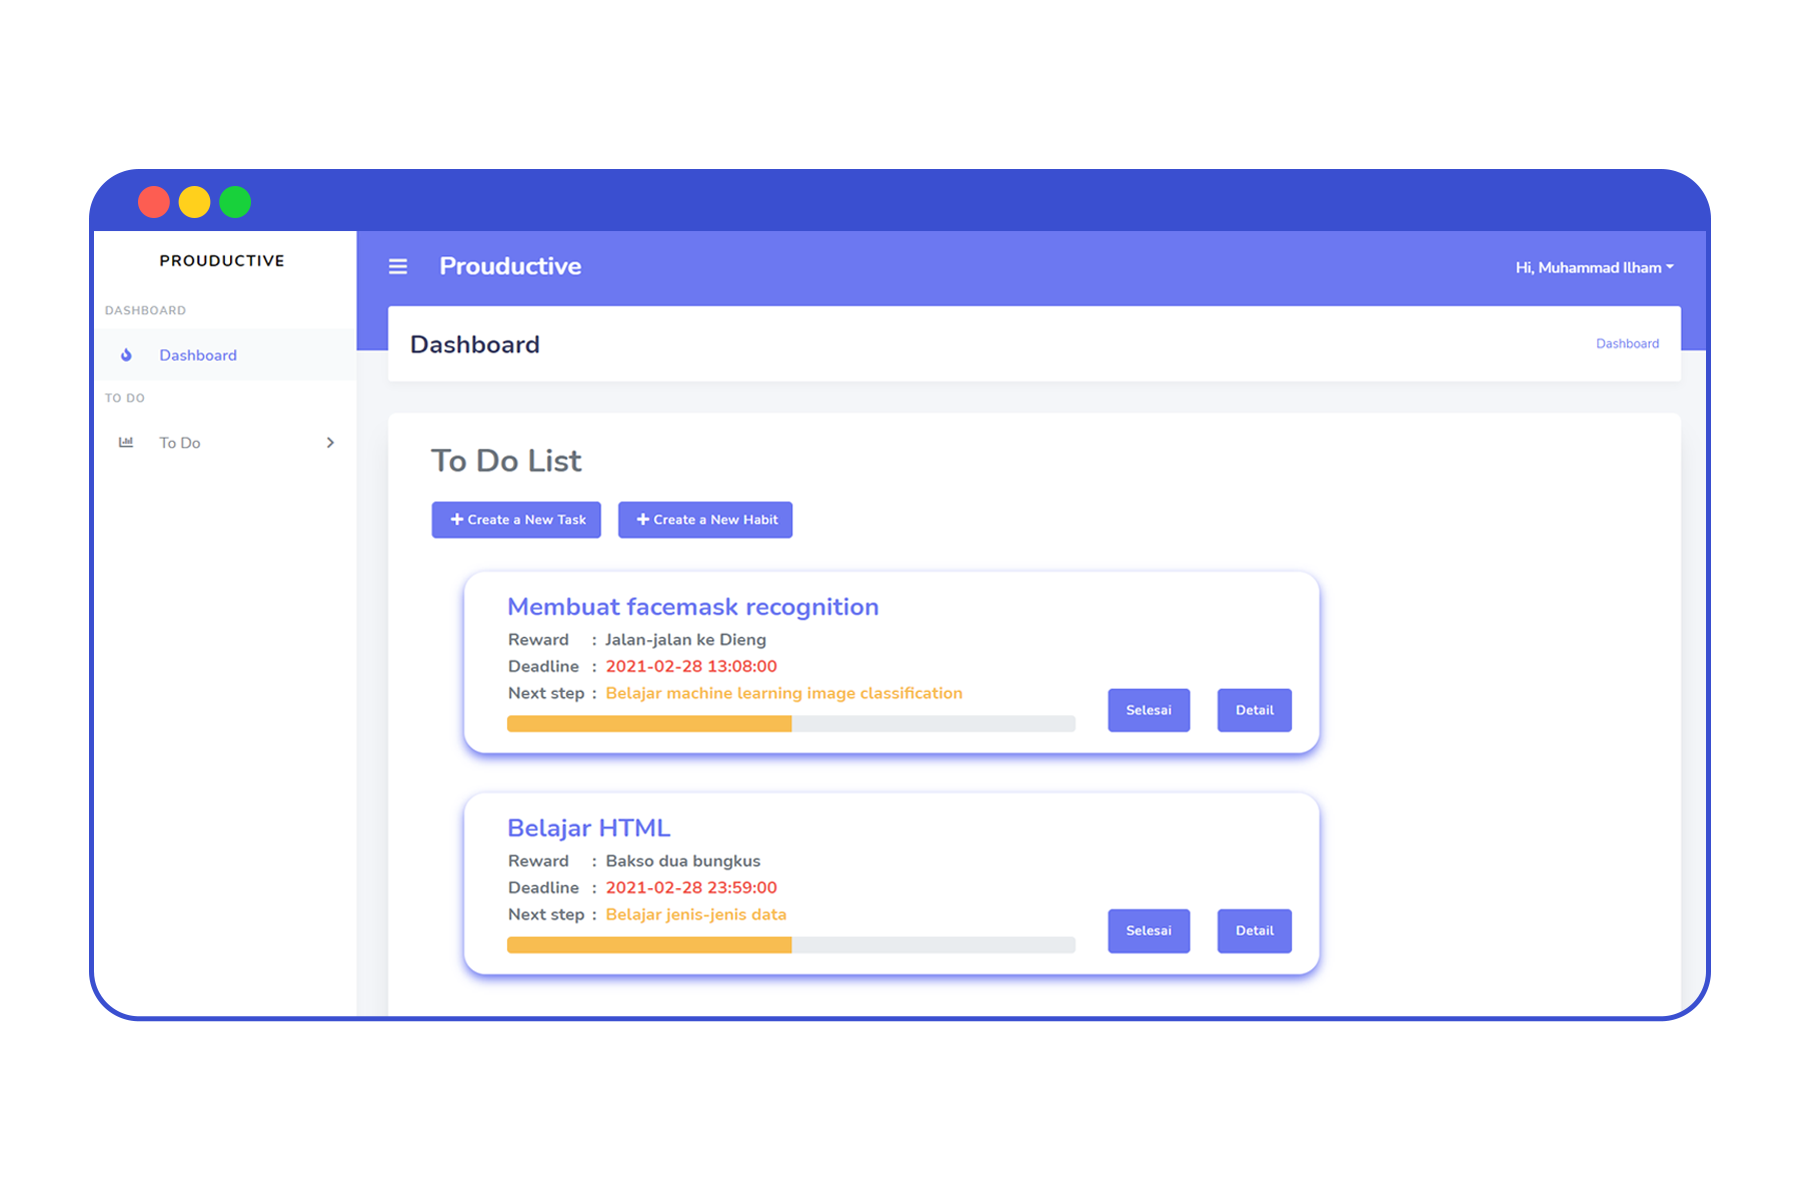 PROUDUCTIVE
DASHBOARD
Dashboard
TO DO
To Do
Prouductive
Hi, Muhammad Ilham
Dashboard
Dashboard
To Do List
+ Create a New Task
+ Create a New Habit
Membuat facemask recognition
Reward : Jalan-jalan ke Dieng
Deadline : 2021-02-28 13:08:00
Next step : Belajar machine learning image classification
Selesai
Detail
Belajar HTML
Reward : Bakso dua bungkus
Deadline : 2021-02-28 23:59:00
Next step : Belajar jenis-jenis data
Selesai
Detail